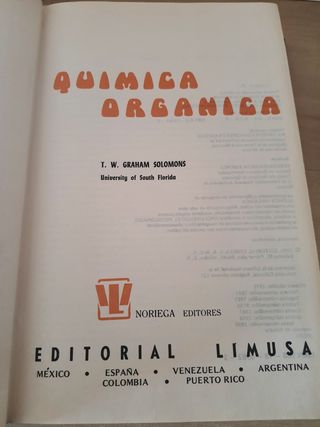 QUIMICA
ORGANICA
T. W. GRAHAM SOLOMONS
University of South Florida
NORIEGA EDITORES
EDITORIAL LIMUSA
MÉXICO • ESPAÑA • VENEZUELA • ARGENTINA
COLOMBIA • PUERTO RICO